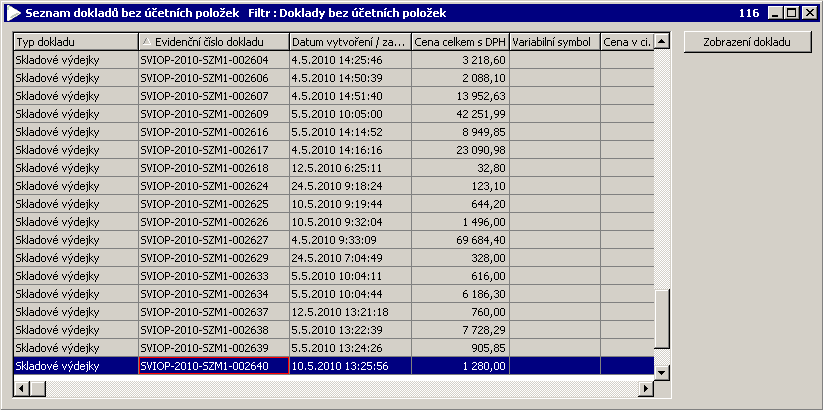 Seznam dokladů bez účetních položek Filtr : Doklady bez účetních položek 116
Typ dokladu Evidenční číslo dokladu Datum vytvoření / za... Cena celkem s DPH Variabilní symbol Cena v ci. Zobrazení dokladu
Skladové výdejky SVIOP-2010-SZM1-002604 4.5.2010 14:25:46 3 218,60
Skladové výdejky SVIOP-2010-SZM1-002606 4.5.2010 14:50:39 2 088,10
Skladové výdejky SVIOP-2010-SZM1-002607 4.5.2010 14:51:40 13 952,63
Skladové výdejky SVIOP-2010-SZM1-002609 5.5.2010 10:05:00 42 251,99
Skladové výdejky SVIOP-2010-SZM1-002616 5.5.2010 14:14:52 8 949,85
Skladové výdejky SVIOP-2010-SZM1-002617 4.5.2010 14:16:16 23 090,98
Skladové výdejky SVIOP-2010-SZM1-002618 12.5.2010 6:25:11 32,80
Skladové výdejky SVIOP-2010-SZM1-002624 24.5.2010 9:18:24 123,10
Skladové výdejky SVIOP-2010-SZM1-002625 10.5.2010 9:19:44 644,20
Skladové výdejky SVIOP-2010-SZM1-002626 10.5.2010 9:32:04 1 496,00
Skladové výdejky SVIOP-2010-SZM1-002627 4.5.2010 9:33:09 69 684,40
Skladové výdejky SVIOP-2010-SZM1-002629 24.5.2010 7:04:49 328,00
Skladové výdejky SVIOP-2010-SZM1-002633 5.5.2010 10:04:11 616,00
Skladové výdejky SVIOP-2010-SZM1-002634 5.5.2010 10:04:44 6 186,30
Skladové výdejky SVIOP-2010-SZM1-002637 12.5.2010 13:21:18 760,00
Skladové výdejky SVIOP-2010-SZM1-002638 5.5.2010 13:22:39 7 728,29
Skladové výdejky SVIOP-2010-SZM1-002639 5.5.2010 13:24:26 905,85
Skladové výdejky SVIOP-2010-SZM1-002640 10.5.2010 13:25:56 1 280,00